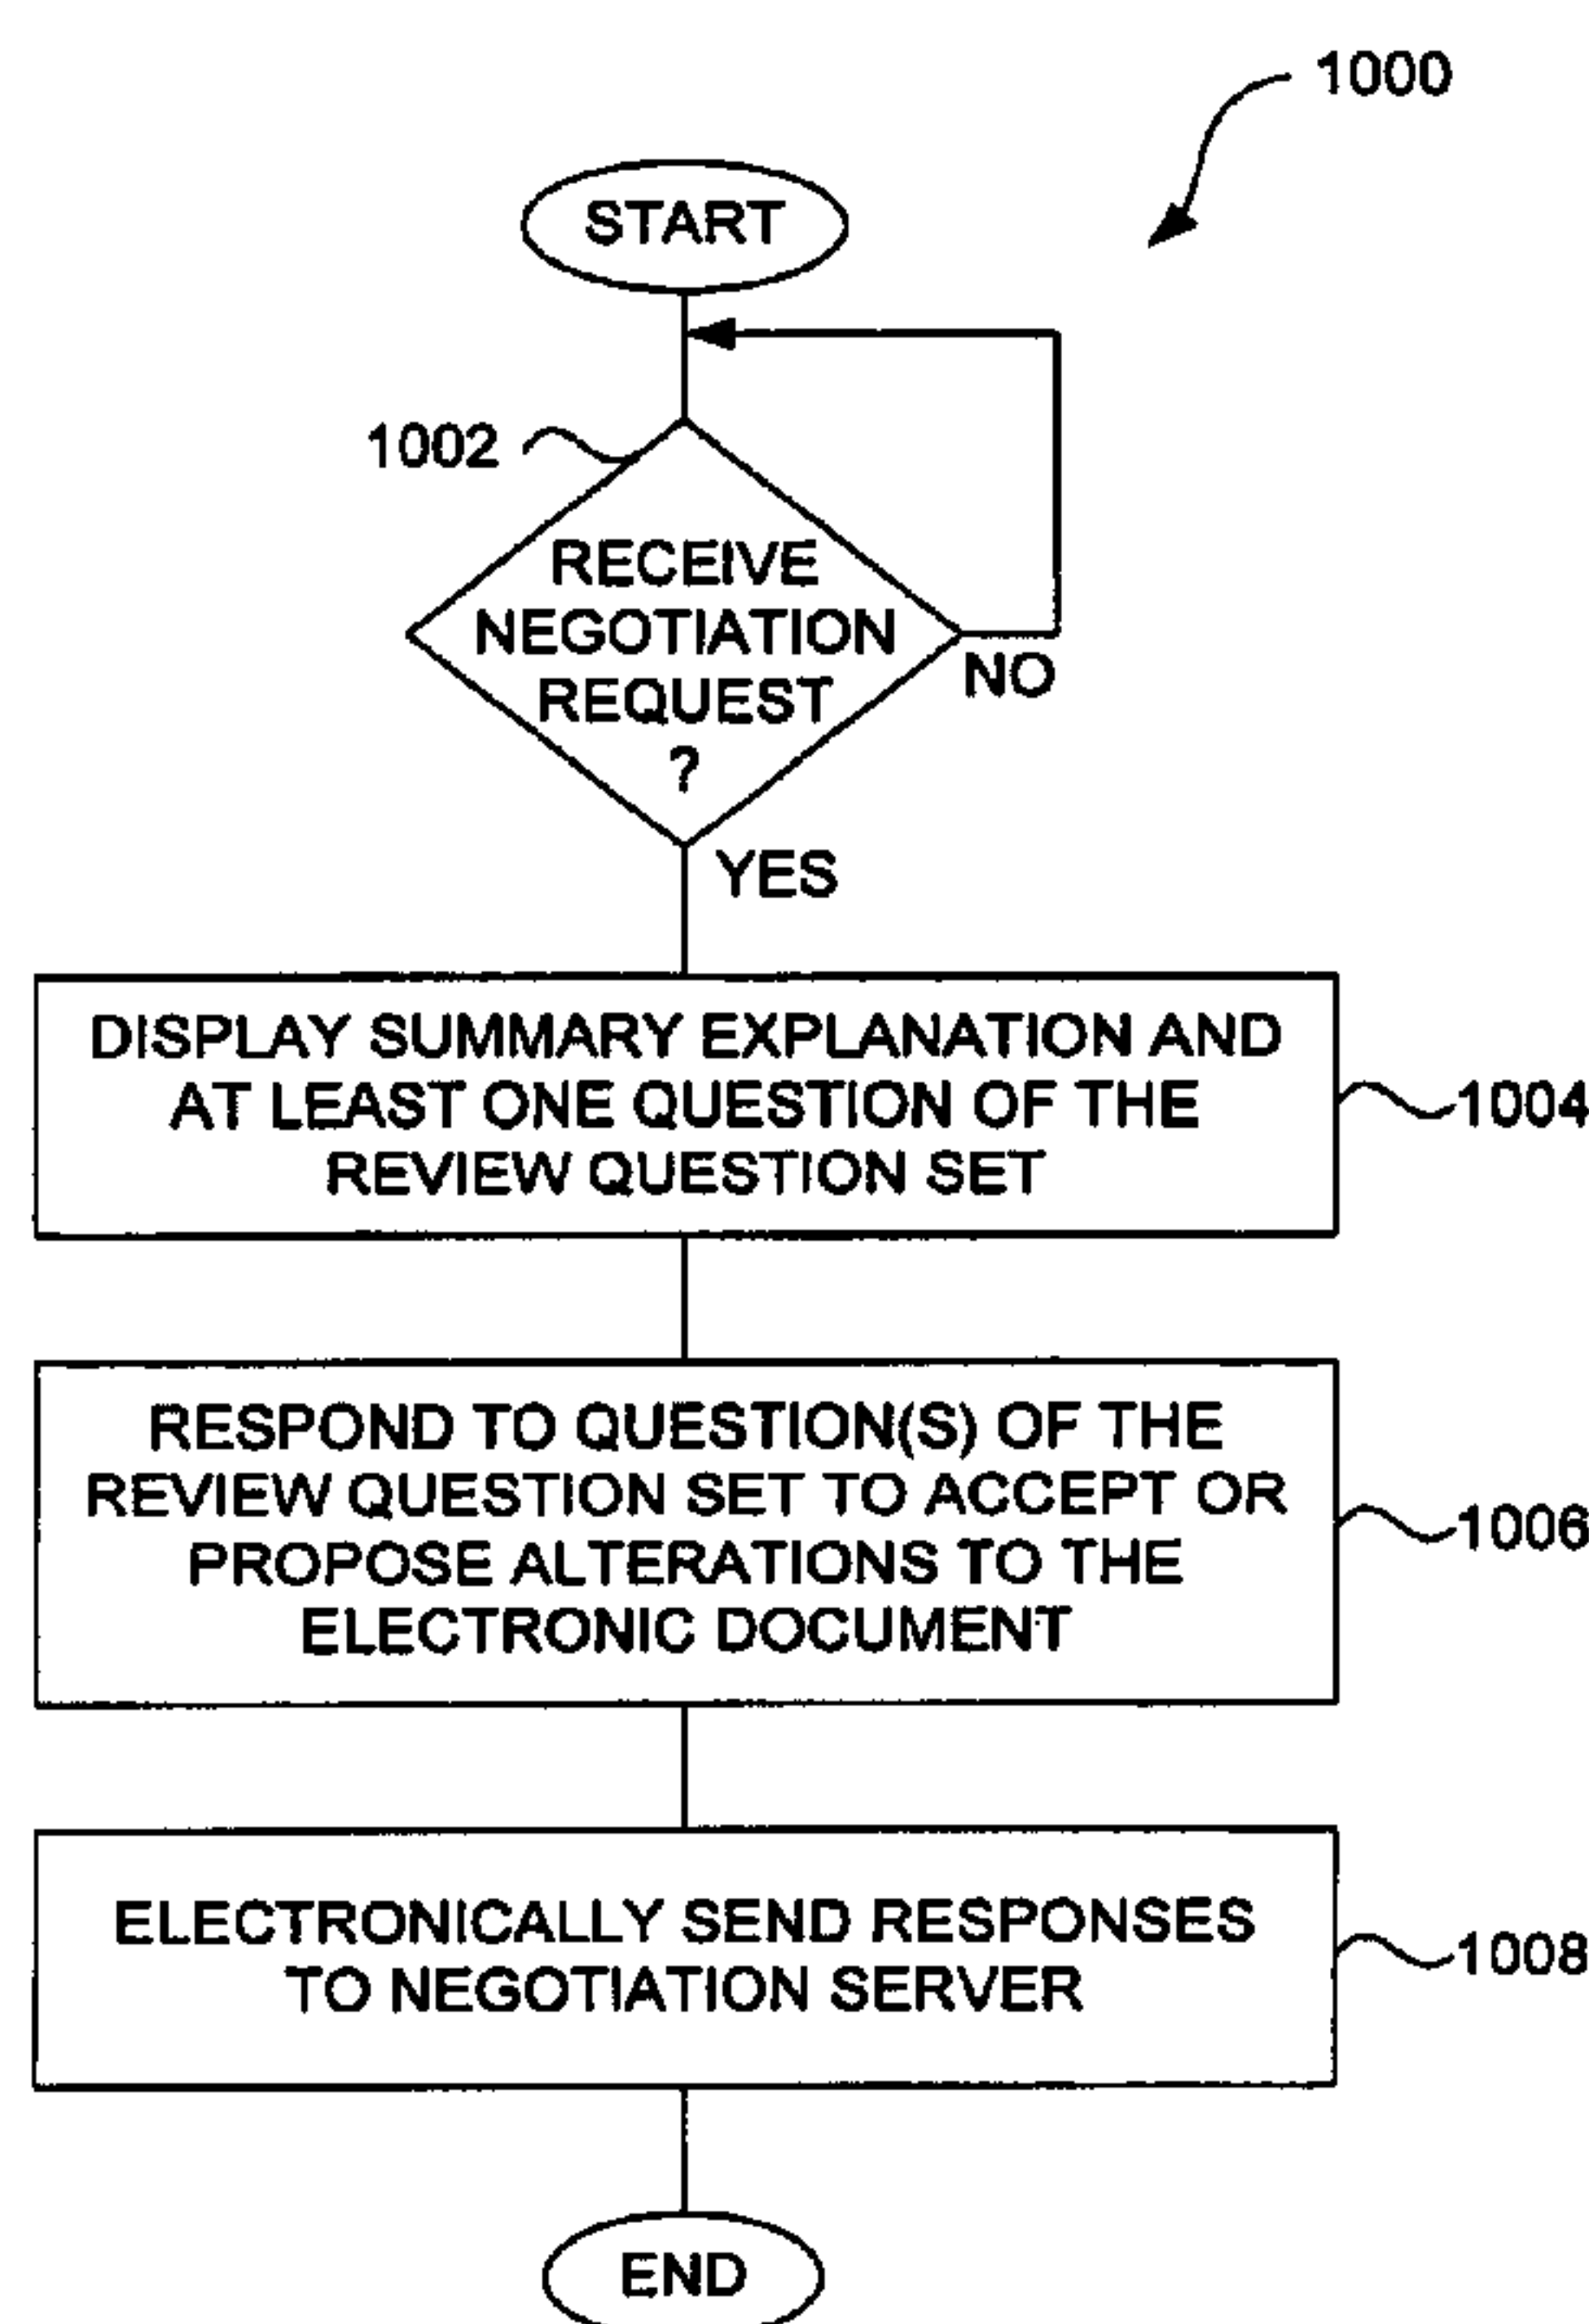 1000
START
1002
RECEIVE
NEGOTIATION
REQUEST
?
NO
YES
DISPLAY SUMMARY EXPLANATION AND
AT LEAST ONE QUESTION OF THE
REVIEW QUESTION SET
1004
RESPOND TO QUESTION(S) OF THE
REVIEW QUESTION SET TO ACCEPT OR
PROPOSE ALTERATIONS TO THE
ELECTRONIC DOCUMENT
1006
ELECTRONICALLY SEND RESPONSES
TO NEGOTIATION SERVER
1008
END